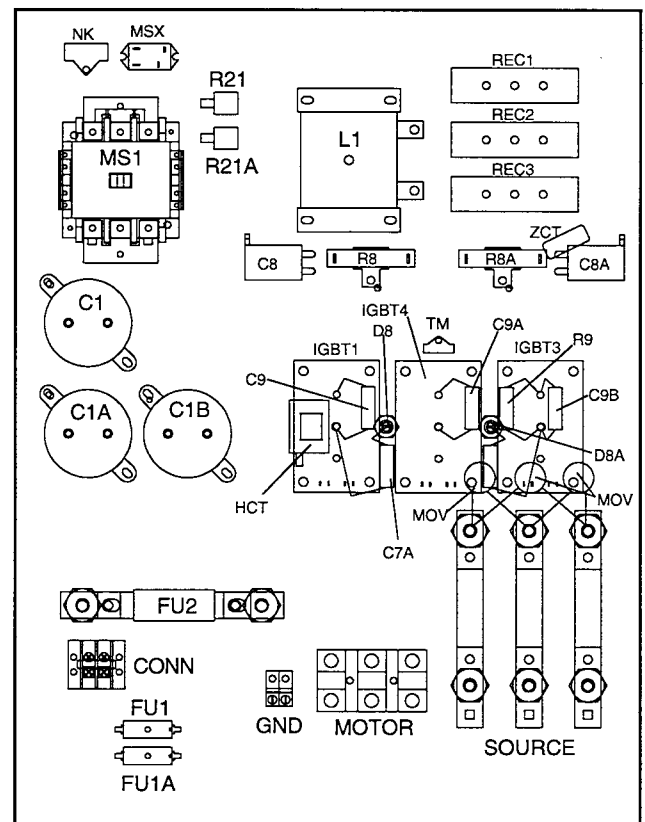 NK
MSX
REC1
R21
L1
REC2
MS1
R21A
REC3
ZCT
C8
R8
R8A
C8A
C1
IGBT4
D8
TM
C9A
IGBT1
IGBT3
R9
C9
C9B
C1A
C1B
D8A
HCT
MOV
MOV
C7A
FU2
CONN
FU1
GND
MOTOR
SOURCE
FU1A